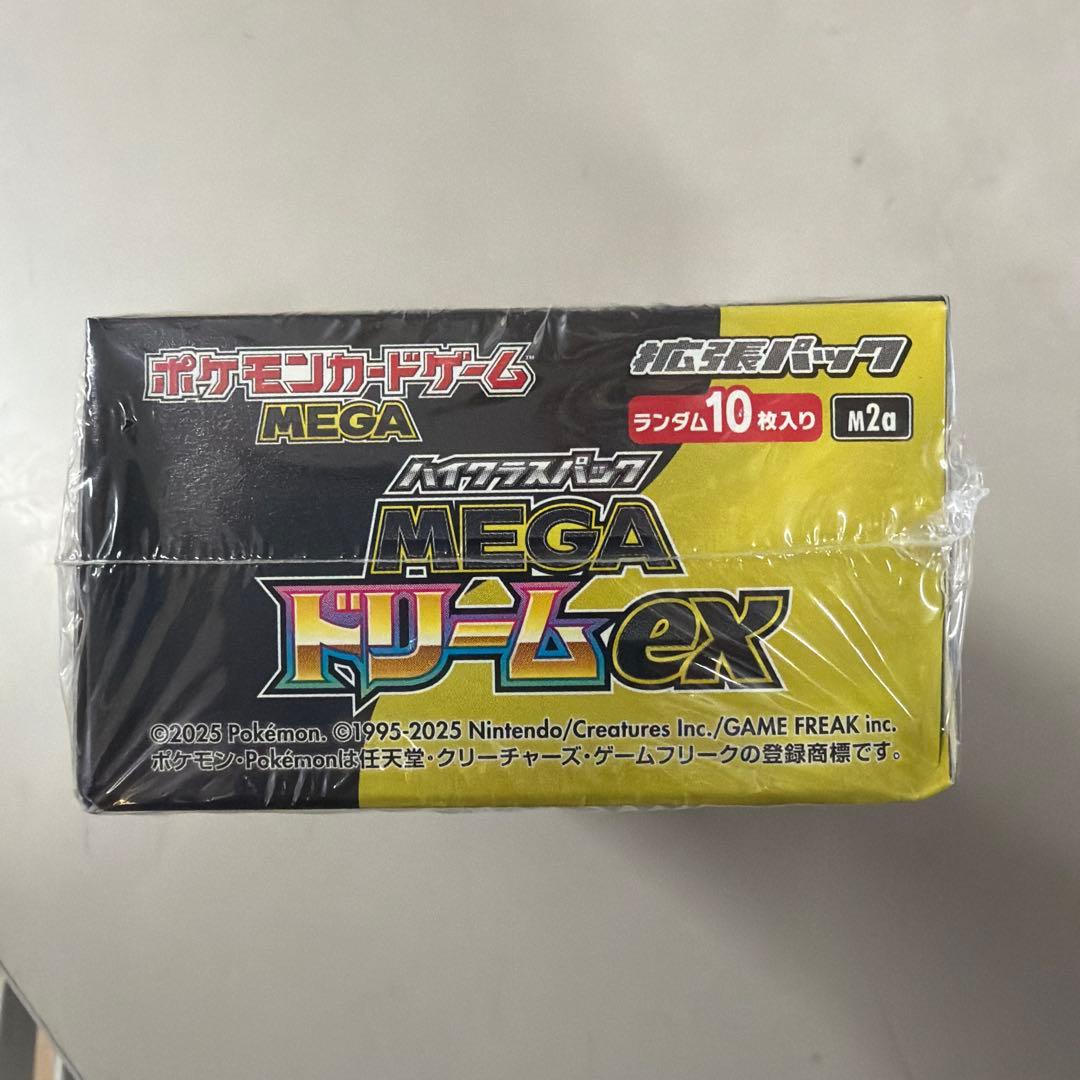 ポケモンカードゲーム™
MEGA
拡張パック
ランダム10枚入り
M2a
ハイクラスパック
MEGA
ドリームex
©2025 Pokémon. ©1995-2025 Nintendo/Creatures Inc./GAME FREAK inc.
ポケモン・Pokémonは任天堂・クリーチャーズ・ゲームフリークの登録商標です。